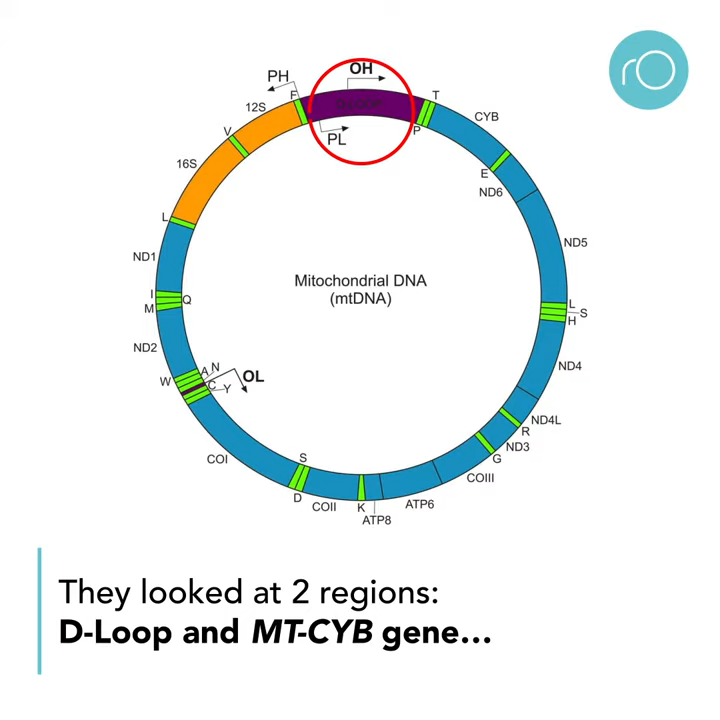 ro
OH
PH
F
D-LOOP
T
12S
PL
P
CYB
V
E
16S
ND6
L
ND5
ND1
Mitochondrial DNA
(mtDNA)
I
Q
M
L
S
H
ND2
ND4
W
A
N
C
Y
OL
ND4L
R
ND3
G
COI
S
COIII
D
COII
K
ATP8
ATP6
They looked at 2 regions:
D-Loop and MT-CYB gene...